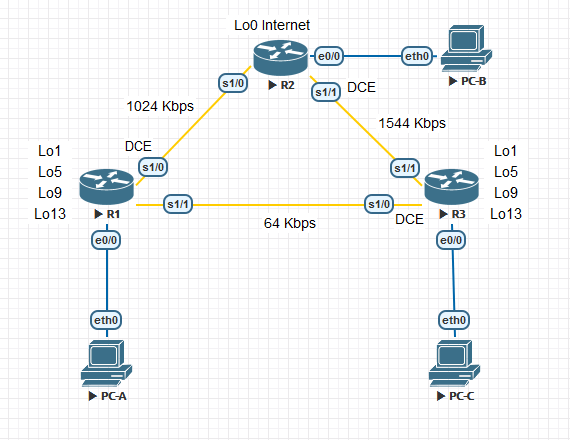 Lo0 Internet
e0/0
eth0
s1/0
R2
PC-B
s1/1
DCE
1024 Kbps
1544 Kbps
DCE
s1/0
s1/1
Lo1
Lo5
Lo9
Lo13
R1
s1/1
s1/0
R3
Lo1
Lo5
Lo9
Lo13
64 Kbps
DCE
e0/0
e0/0
eth0
eth0
PC-A
PC-C